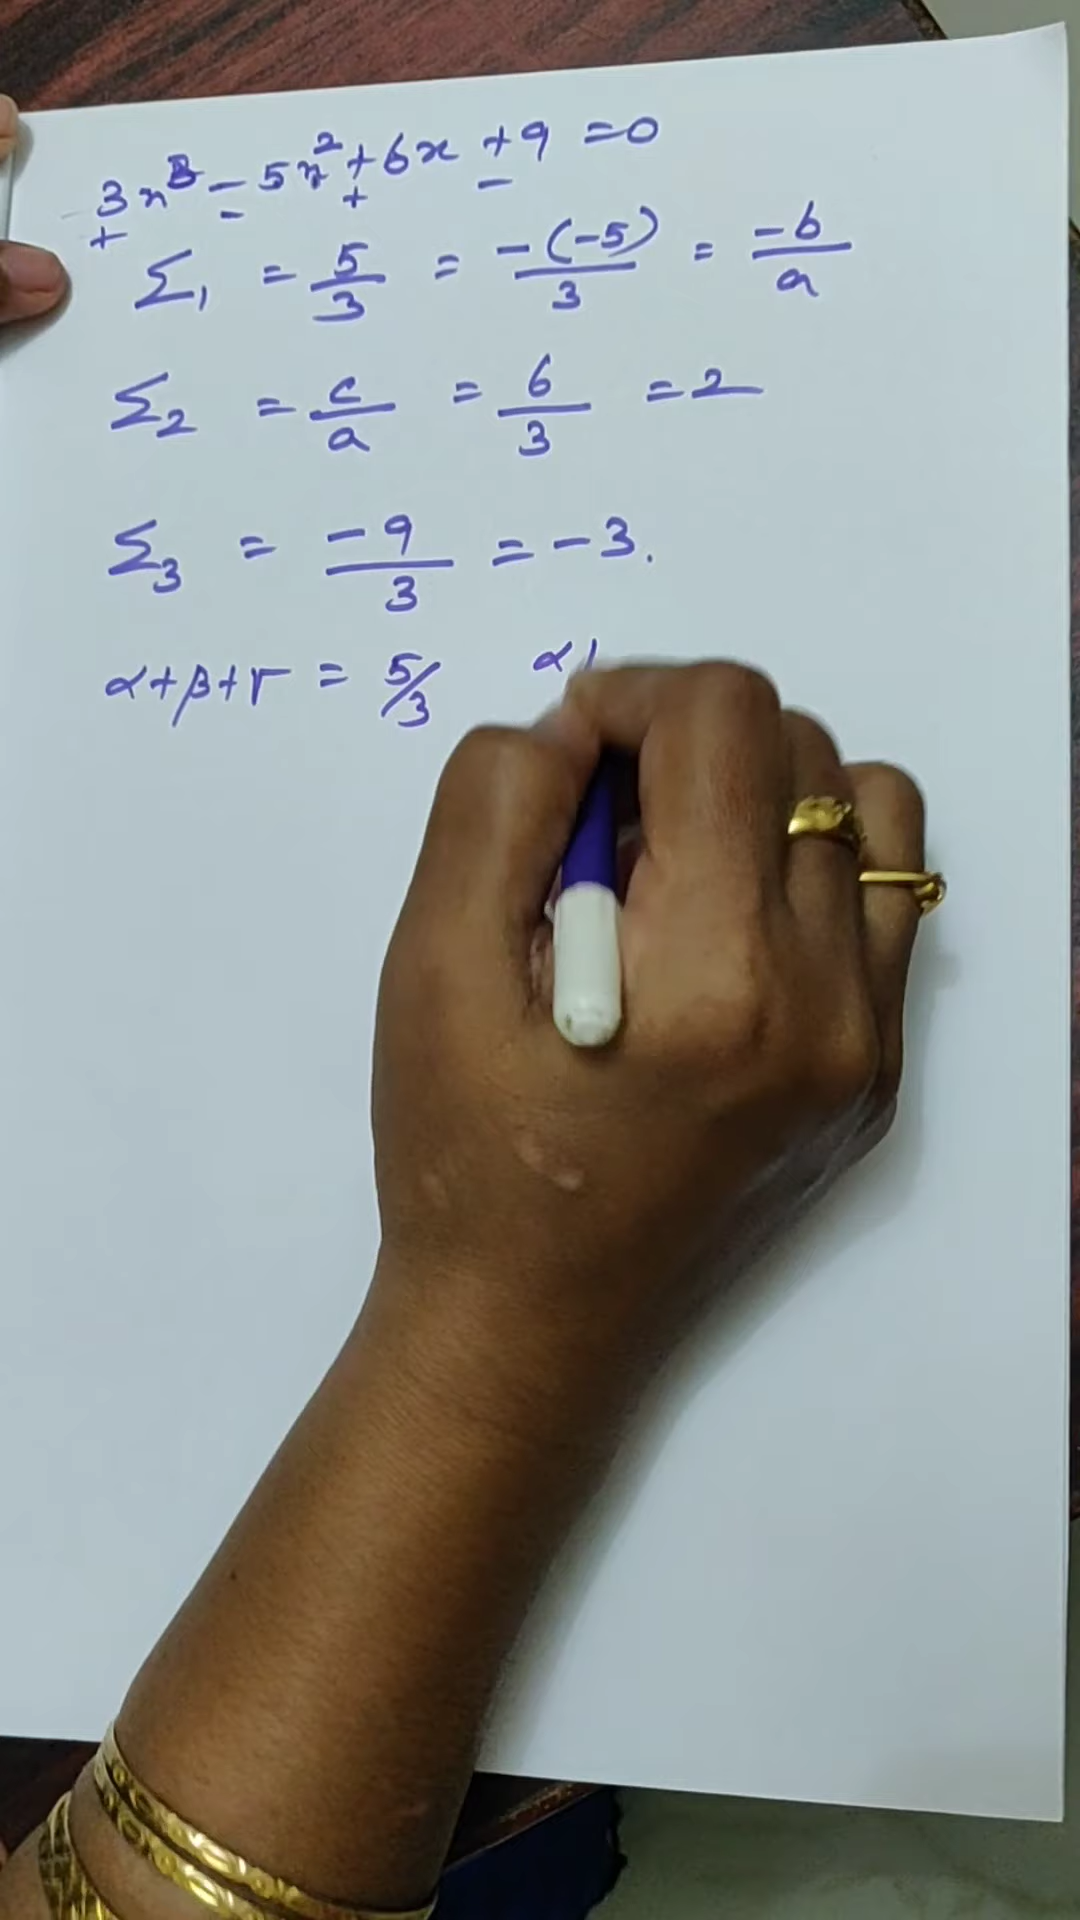 3x³ - 5x² + 6x + 9 = 0
+ - + -
Σ₁ = 5/3 = -(-5)/3 = -b/a
Σ₂ = c/a = 6/3 = 2
Σ₃ = -9/3 = -3.
α+β+γ = 5/3 α